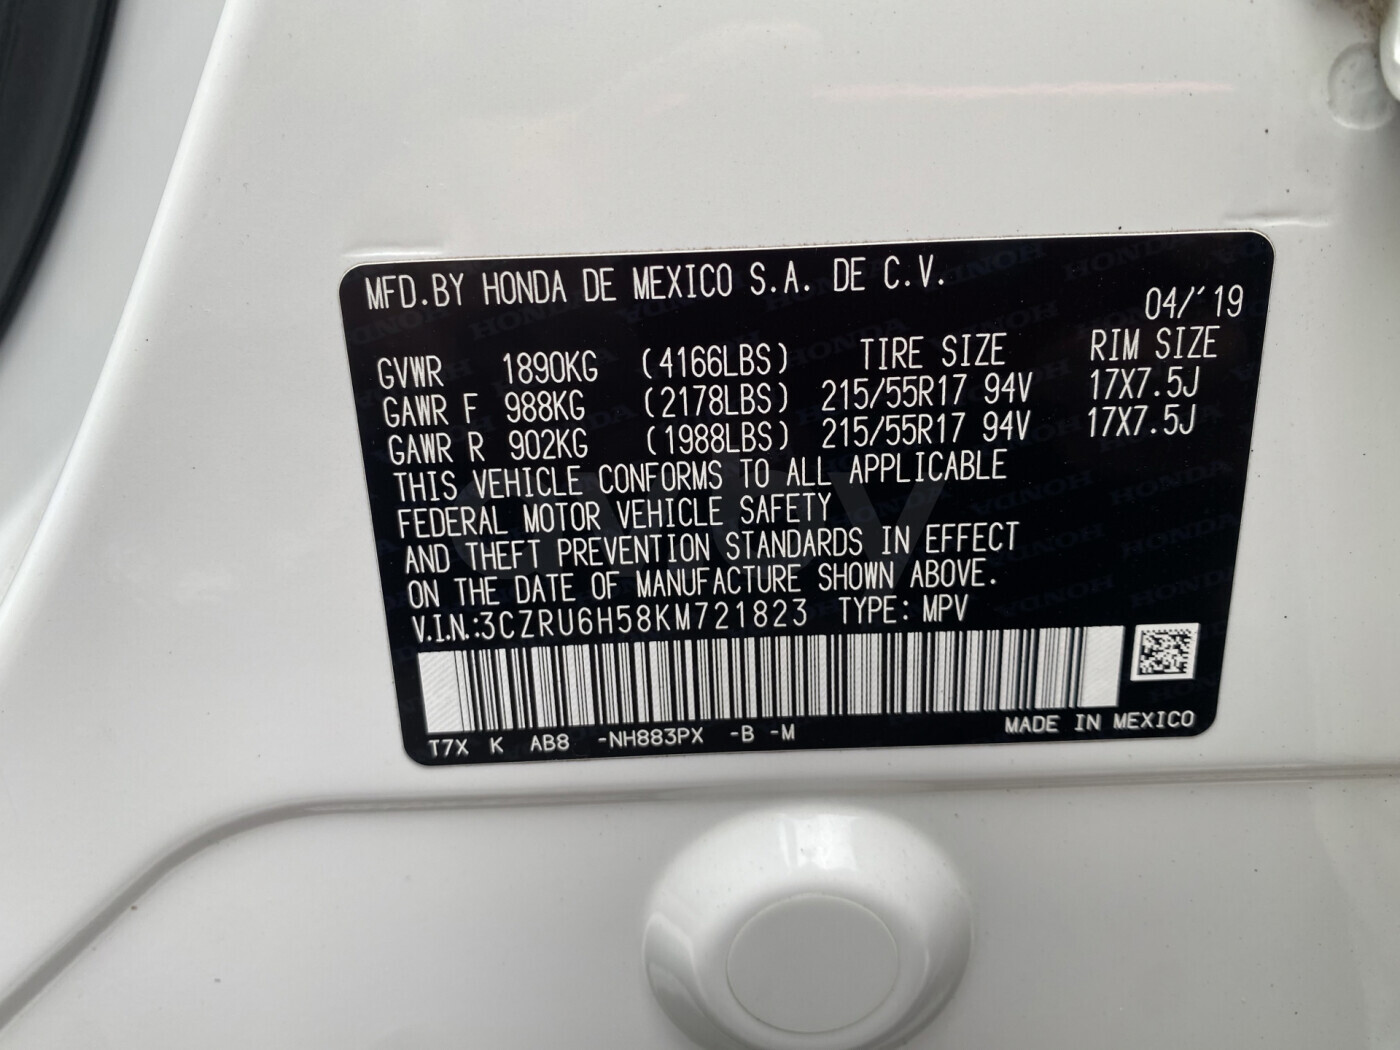 MFD.BY HONDA DE MEXICO S.A. DE C.V.
04/'19
GVWR 1890KG (4166LBS) TIRE SIZE RIM SIZE
GAWR F 988KG (2178LBS) 215/55R17 94V 17X7.5J
GAWR R 902KG (1988LBS) 215/55R17 94V 17X7.5J
THIS VEHICLE CONFORMS TO ALL APPLICABLE
FEDERAL MOTOR VEHICLE SAFETY
AND THEFT PREVENTION STANDARDS IN EFFECT
ON THE DATE OF MANUFACTURE SHOWN ABOVE.
V.I.N.:3CZRU6H58KM721823 TYPE: MPV
T7X K AB8 -NH883PX -B -M MADE IN MEXICO